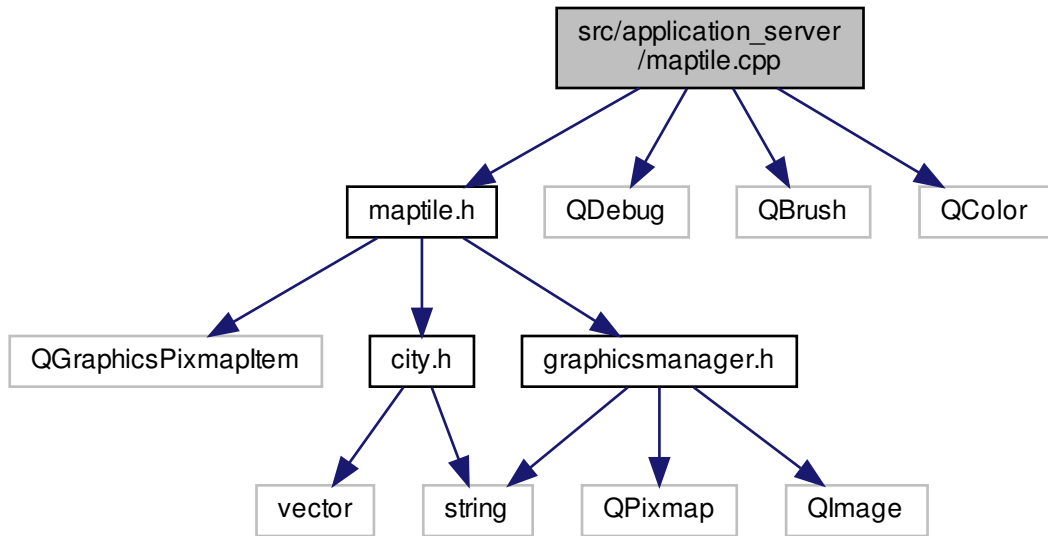 src/application_server
/maptile.cpp
maptile.h
QDebug
QBrush
QColor
QGraphicsPixmapItem
city.h
graphicsmanager.h
vector
string
QPixmap
QImage